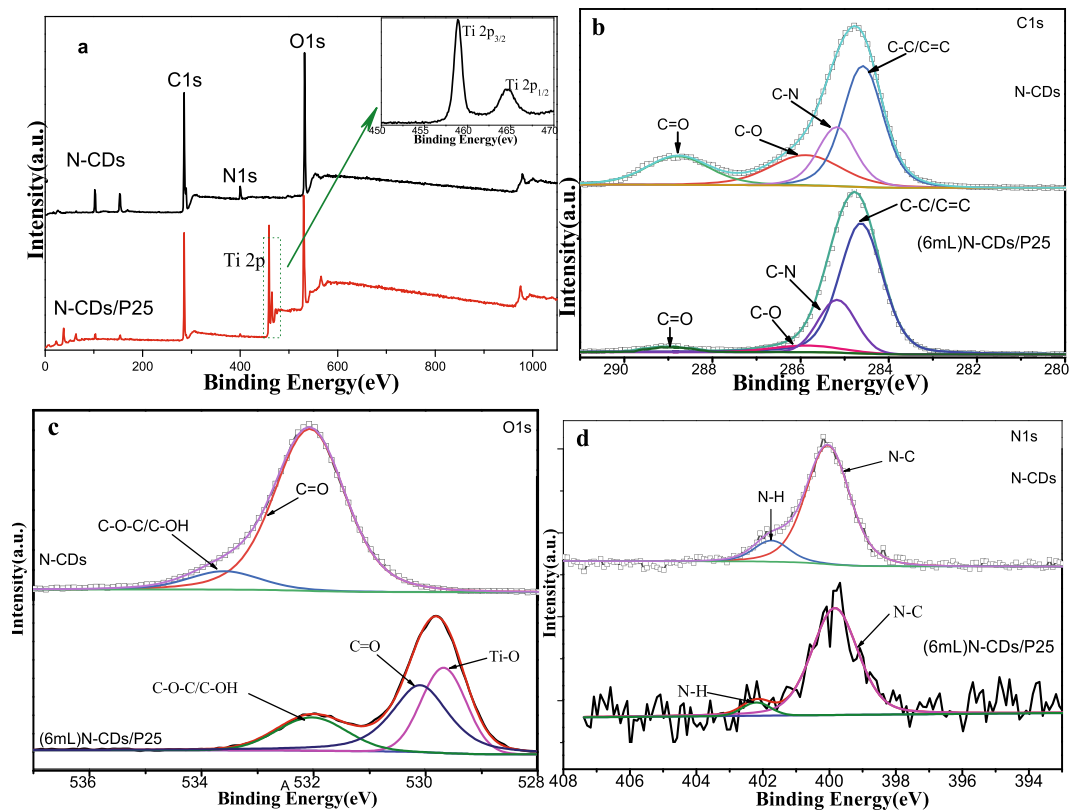 a
Intensity(a.u.)
C1s
O1s
N-CDs
N1s
Ti 2p
N-CDs/P25
0 200 400 600 800 1000
Binding Energy(eV)
Ti 2p3/2
Ti 2p1/2
450 455 460 465 470
Binding Energy(ev)
b
C1s
Intensity(a.u.)
C-C/C=C
N-CDs
C-N
C=O
C-O
C-C/C=C
(6mL)N-CDs/P25
C-N
C=O
C-O
290 288 286 284 282 280
Binding Energy(eV)
c
O1s
Intensity(a.u.)
C=O
C-O-C/C-OH
N-CDs
C=O
Ti-O
C-O-C/C-OH
(6mL)N-CDs/P25
536 534 A 532 530 528
Binding Energy(eV)
d
N1s
Intensity(a.u.)
N-C
N-CDs
N-H
N-C
(6mL)N-CDs/P25
N-H
408 406 404 402 400 398 396 394
Binding Energy(eV)